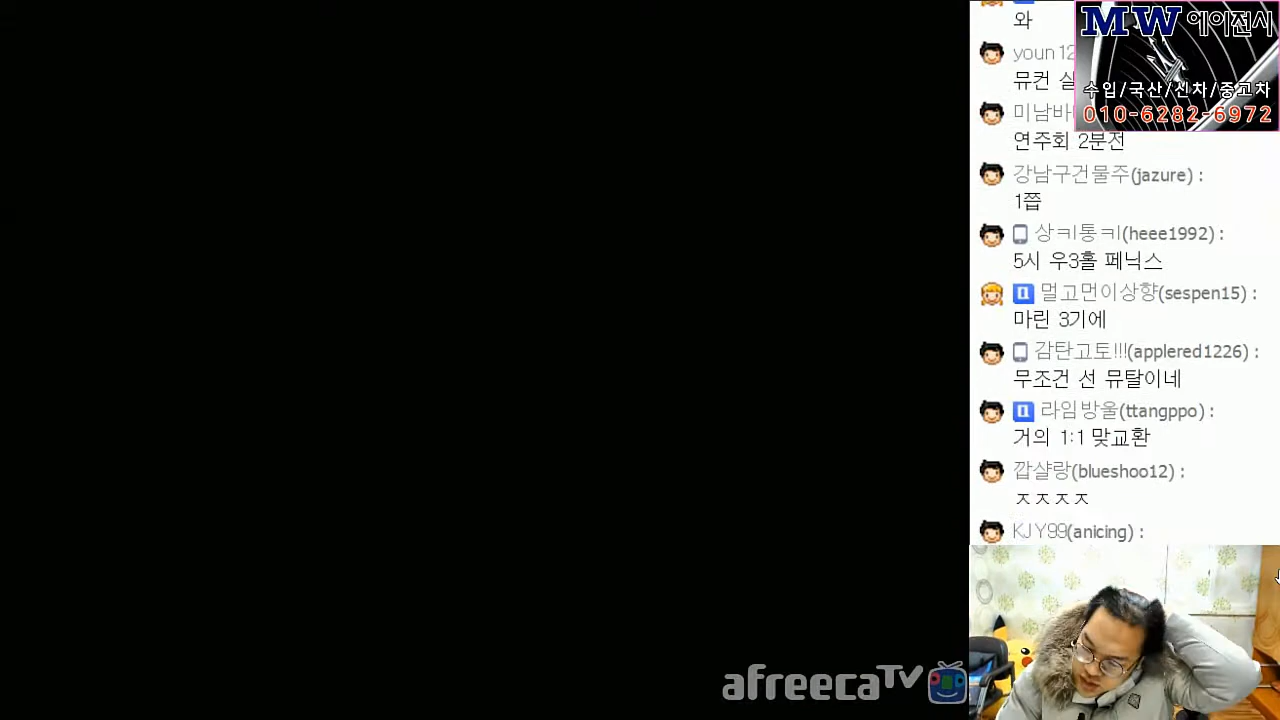 와
MW 에이전시
youn12
뮤컨 실
수입/국산/신차/중고차
010-6282-6972
미남바
연주회 2분전
강남구건물주(jazure) :
1쯥
상ㅋI통ㅋI(heee1992) :
5시 우3홀 페닉스
멀고먼이상향(sespen15) :
마린 3기에
감탄고토!!!(applered1226) :
무조건 선 뮤탈이네
라임방울(ttangppo) :
거의 1:1 맞교환
깝샬랑(blueshoo12) :
ㅈㅈㅈㅈ
KJY99(anicing) :
afreecaTV